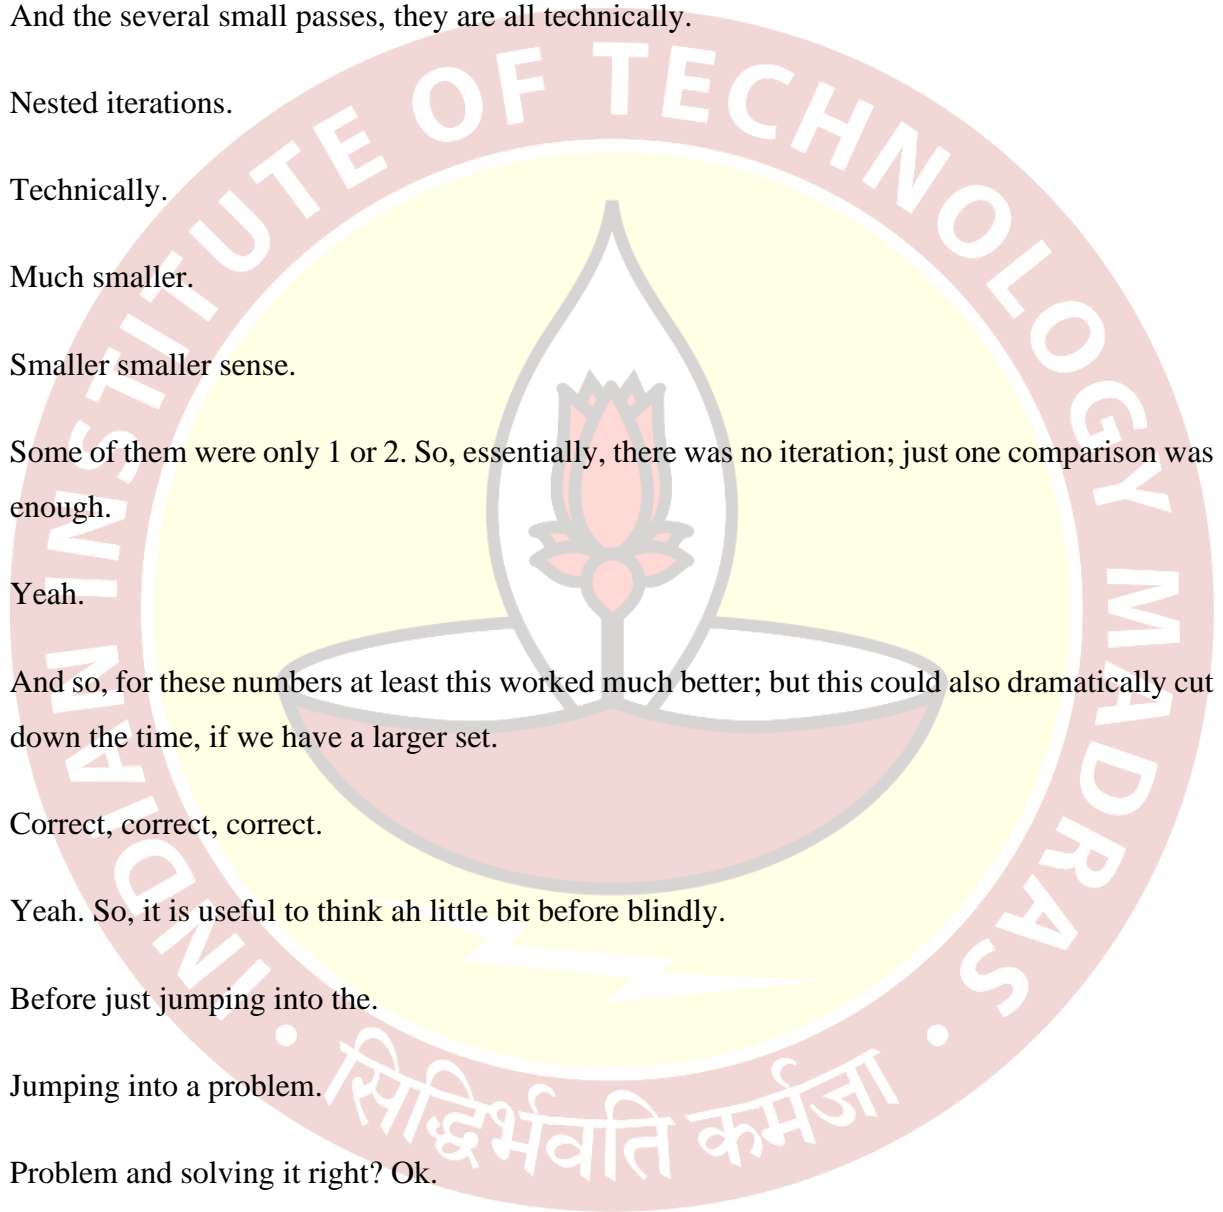 And the several small passes, they are all technically.
Nested iterations.
Technically.
Much smaller.
Smaller smaller sense.
Some of them were only 1 or 2. So, essentially, there was no iteration; just one comparison was
enough.
Yeah.
And so, for these numbers at least this worked much better; but this could also dramatically cut
down the time, if we have a larger set.
Correct, correct, correct.
Yeah. So, it is useful to think ah little bit before blindly.
Before just jumping into the.
Jumping into a problem.
Problem and solving it right? Ok.
INDIAN INSTITUTE OF TECHNOLOGY MADRAS
सिद्धिर्भवति कर्मजा